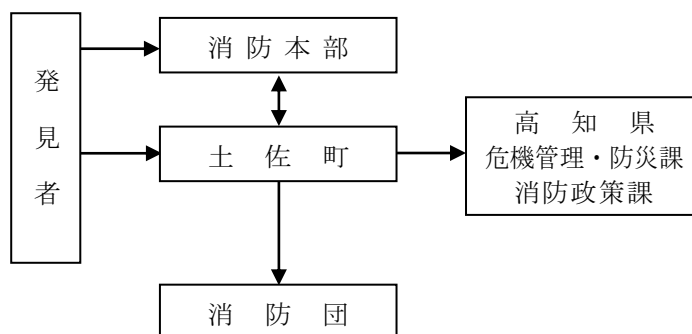 発見者
消防本部
土佐町
高知県
危機管理・防災課
消防政策課
消防団